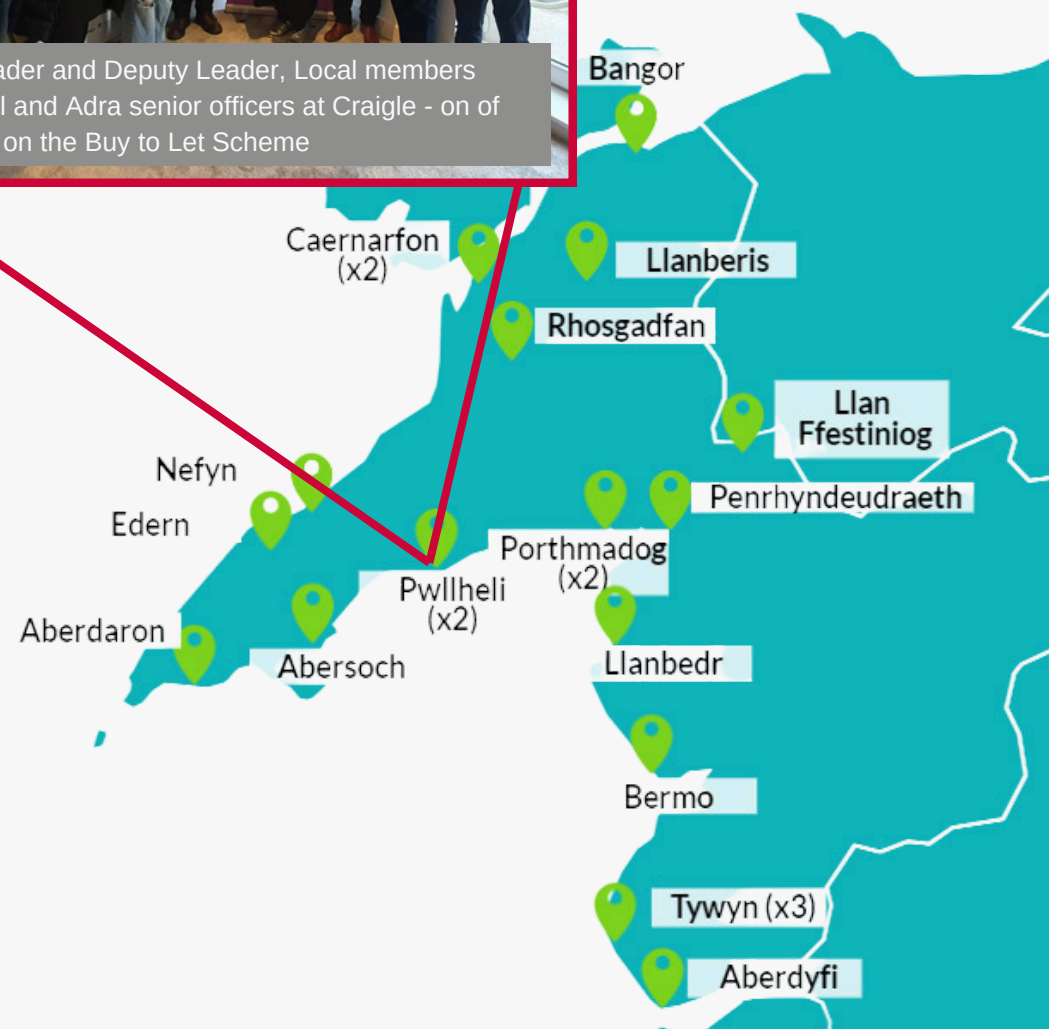 ader and Deputy Leader, Local members
l and Adra senior officers at Craigle - on of
on the Buy to Let Scheme
Bangor
Caernarfon
(x2)
Llanberis
Rhosgadfan
Llan
Ffestiniog
Nefyn
Penrhyndeudraeth
Edern
Porthmadog
(x2)
Pwllheli
(x2)
Aberdaron
Abersoch
Llanbedr
Bermo
Tywyn (x3)
Aberdyfi